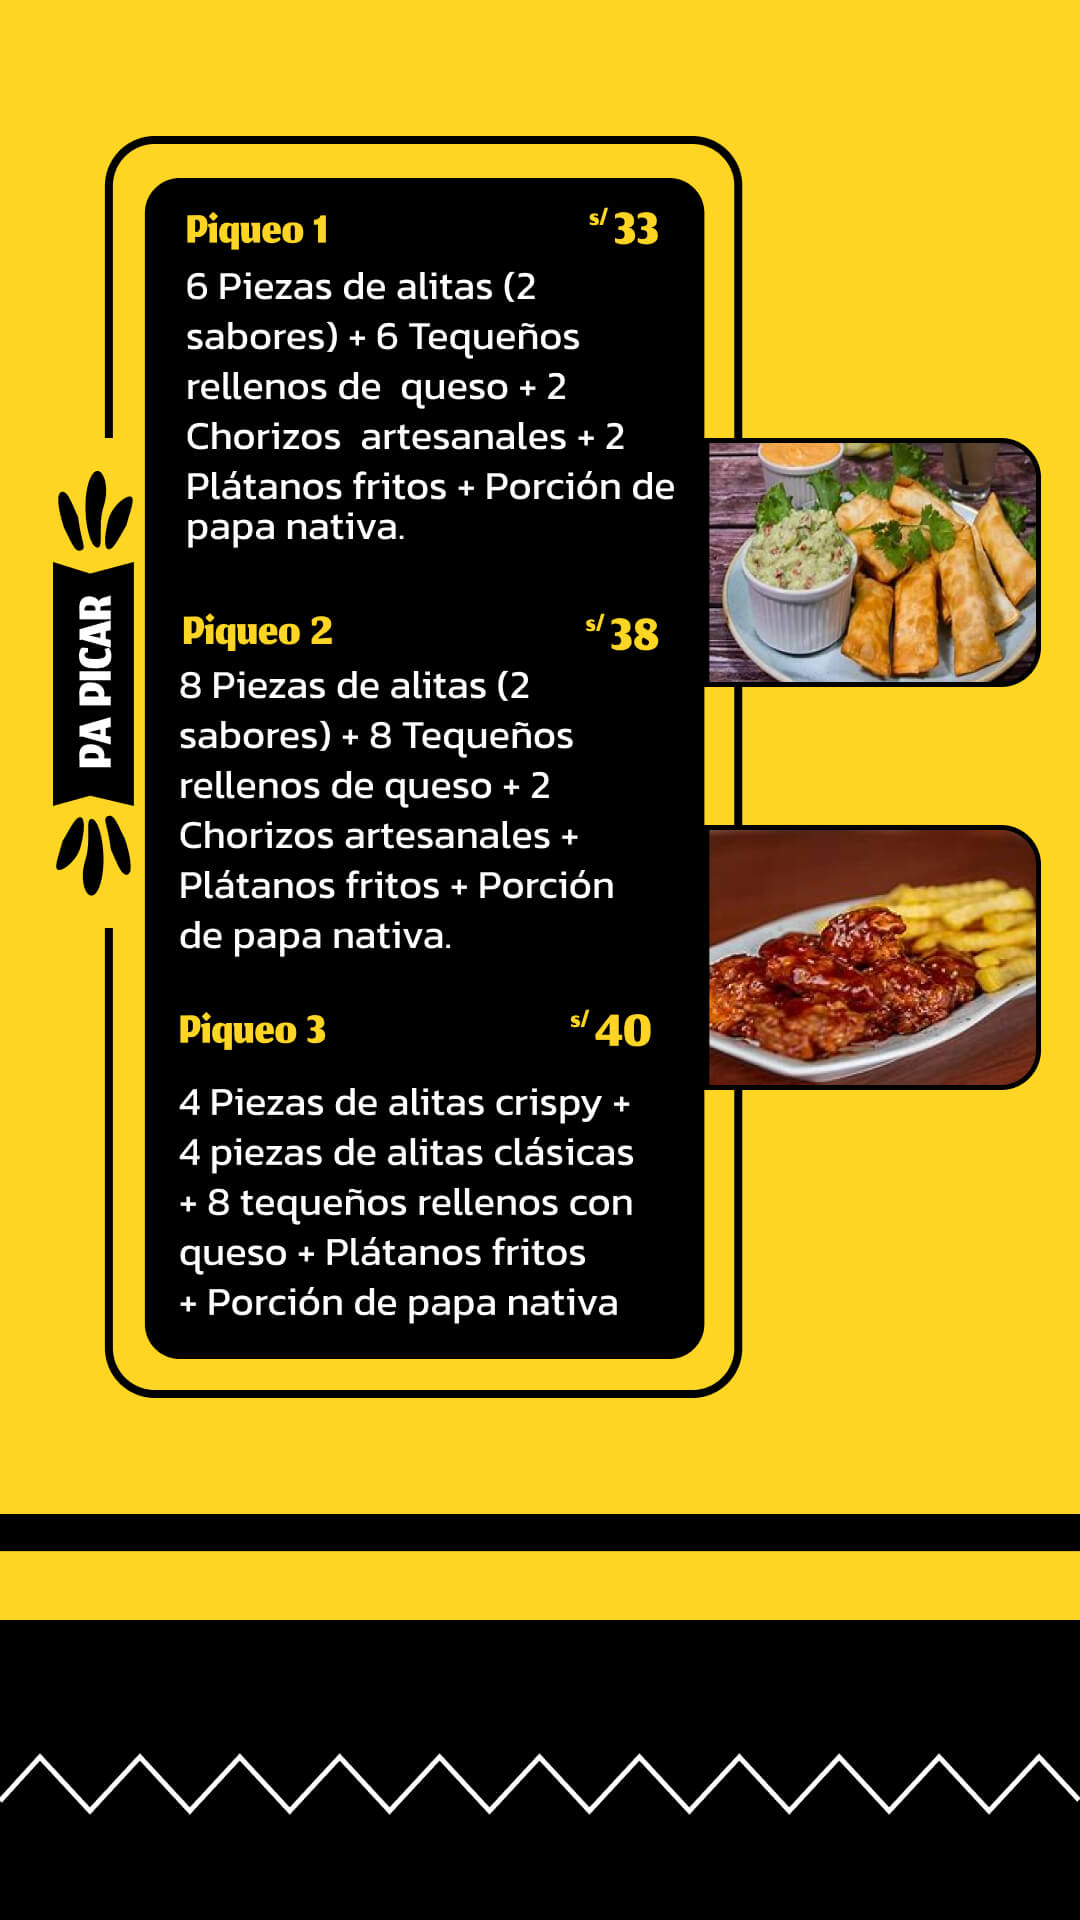 Piqueo 1 s/ 33
6 Piezas de alitas (2
sabores) + 6 Tequeños
rellenos de queso + 2
Chorizos artesanales + 2
Plátanos fritos + Porción de
papa nativa.
PA PICAR
Piqueo 2 s/ 38
8 Piezas de alitas (2
sabores) + 8 Tequeños
rellenos de queso + 2
Chorizos artesanales +
Plátanos fritos + Porción
de papa nativa.
Piqueo 3 s/ 40
4 Piezas de alitas crispy +
4 piezas de alitas clásicas
+ 8 tequeños rellenos con
queso + Plátanos fritos
+ Porción de papa nativa